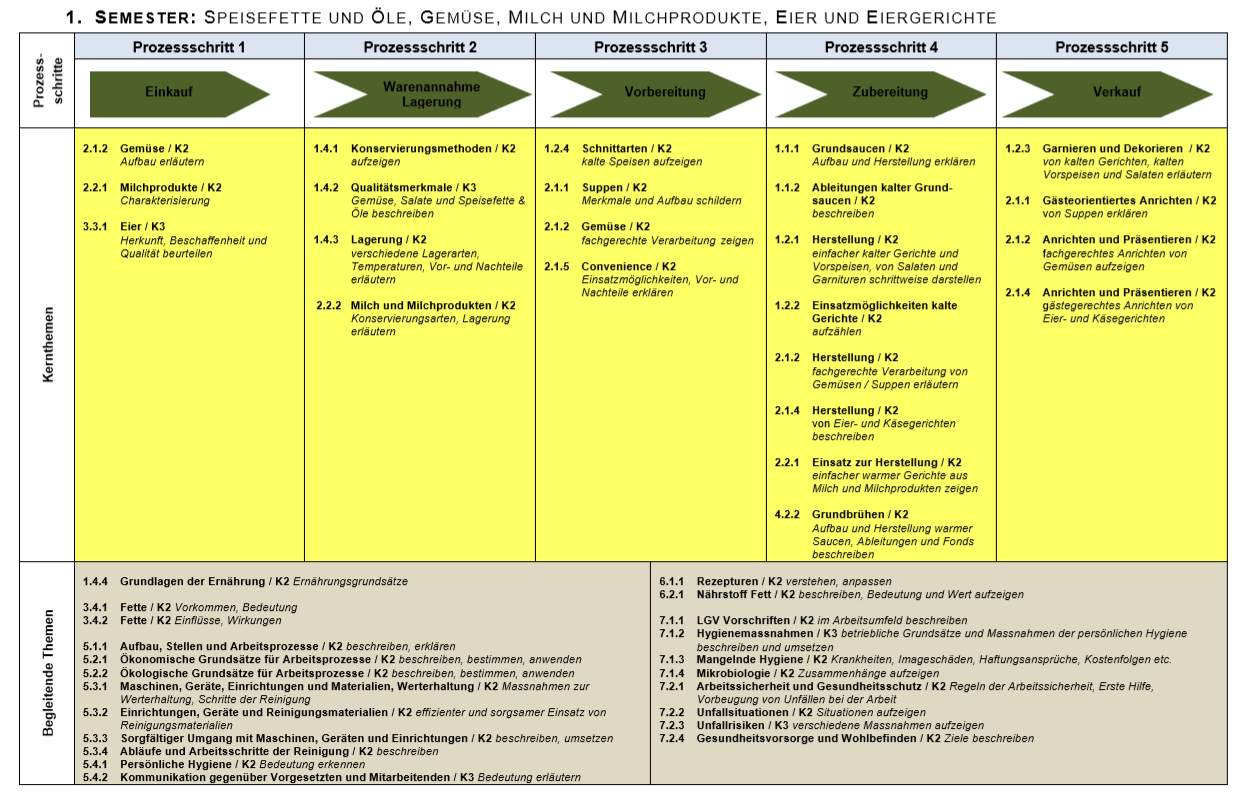 1. SEMESTER: SPEISEFETTE UND ÖLE, GEMÜSE, MILCH UND MILCHPRODUKTE, EIER UND EIERGERICHTE
Prozess-
schritte
Prozessschritt 1
Prozessschritt 2
Prozessschritt 3
Prozessschritt 4
Prozessschritt 5
Einkauf
Warenannahme
Lagerung
Vorbereitung
Zubereitung
Verkauf
Kernthemen
2.1.2 Gemüse / K2
Aufbau erläutern
2.2.1 Milchprodukte / K2
Charakterisierung
3.3.1 Eier / K3
Herkunft, Beschaffenheit und
Qualität beurteilen
1.4.1 Konservierungsmethoden / K2
aufzeigen
1.4.2 Qualitätsmerkmale / K3
Gemüse, Salate und Speisefette &
Öle beschreiben
1.4.3 Lagerung / K2
verschiedene Lagerarten,
Temperaturen, Vor- und Nachteile
erläutern
2.2.2 Milch und Milchprodukten / K2
Konservierungsarten, Lagerung
erläutern
1.2.4 Schnittarten / K2
kalte Speisen aufzeigen
2.1.1 Suppen / K2
Merkmale und Aufbau schildern
2.1.2 Gemüse / K2
fachgerechte Verarbeitung zeigen
2.1.5 Convenience / K2
Einsatzmöglichkeiten, Vor- und
Nachteile erklären
1.1.1 Grundsaucen / K2
Aufbau und Herstellung erklären
1.1.2 Ableitungen kalter Grund-
saucen / K2
beschreiben
1.2.1 Herstellung / K2
einfacher kalter Gerichte und
Vorspeisen, von Salaten und
Garnituren schrittweise darstellen
1.2.2 Einsatzmöglichkeiten kalte
Gerichte / K2
aufzählen
2.1.2 Herstellung / K2
fachgerechte Verarbeitung von
Gemüsen / Suppen erläutern
2.1.4 Herstellung / K2
von Eier- und Käsegerichten
beschreiben
2.2.1 Einsatz zur Herstellung / K2
einfacher warmer Gerichte aus
Milch und Milchprodukten zeigen
4.2.2 Grundbrühen / K2
Aufbau und Herstellung warmer
Saucen, Ableitungen und Fonds
beschreiben
1.2.3 Garnieren und Dekorieren / K2
von kalten Gerichten, kalten
Vorspeisen und Salaten erläutern
2.1.1 Gästeorientiertes Anrichten / K2
von Suppen erklären
2.1.2 Anrichten und Präsentieren / K2
fachgerechtes Anrichten von
Gemüsen aufzeigen
2.1.4 Anrichten und Präsentieren / K2
gästegerechtes Anrichten von
Eier- und Käsegerichten
Begleitende Themen
1.4.4 Grundlagen der Ernährung / K2 Ernährungsgrundsätze
3.4.1 Fette / K2 Vorkommen, Bedeutung
3.4.2 Fette / K2 Einflüsse, Wirkungen
5.1.1 Aufbau, Stellen und Arbeitsprozesse / K2 beschreiben, erklären
5.2.1 Ökonomische Grundsätze für Arbeitsprozesse / K2 beschreiben, bestimmen, anwenden
5.2.2 Ökologische Grundsätze für Arbeitsprozesse / K2 beschreiben, bestimmen, anwenden
5.3.1 Maschinen, Geräte, Einrichtungen und Materialien, Werterhaltung / K2 Massnahmen zur
Werterhaltung, Schritte der Reinigung
5.3.2 Einrichtungen, Geräte und Reinigungsmaterialien / K2 effizienter und sorgsamer Einsatz von
Reinigungsmaterialien
5.3.3 Sorgfältiger Umgang mit Maschinen, Geräten und Einrichtungen / K2 beschreiben, umsetzen
5.3.4 Abläufe und Arbeitsschritte der Reinigung / K2 beschreiben
5.4.1 Persönliche Hygiene / K2 Bedeutung erkennen
5.4.2 Kommunikation gegenüber Vorgesetzten und Mitarbeitenden / K3 Bedeutung erläutern
6.1.1 Rezepturen / K2 verstehen, anpassen
6.2.1 Nährstoff Fett / K2 beschreiben, Bedeutung und Wert aufzeigen
7.1.1 LGV Vorschriften / K2 im Arbeitsumfeld beschreiben
7.1.2 Hygienemassnahmen / K3 betriebliche Grundsätze und Massnahmen der persönlichen Hygiene
beschreiben und umsetzen
7.1.3 Mangelnde Hygiene / K2 Krankheiten, Imageschäden, Haftungsansprüche, Kostenfolgen etc.
7.1.4 Mikrobiologie / K2 Zusammenhänge aufzeigen
7.2.1 Arbeitssicherheit und Gesundheitsschutz / K2 Regeln der Arbeitssicherheit, Erste Hilfe,
Vorbeugung von Unfällen bei der Arbeit
7.2.2 Unfallsituationen / K2 Situationen aufzeigen
7.2.3 Unfallrisiken / K3 verschiedene Massnahmen aufzeigen
7.2.4 Gesundheitsvorsorge und Wohlbefinden / K2 Ziele beschreiben